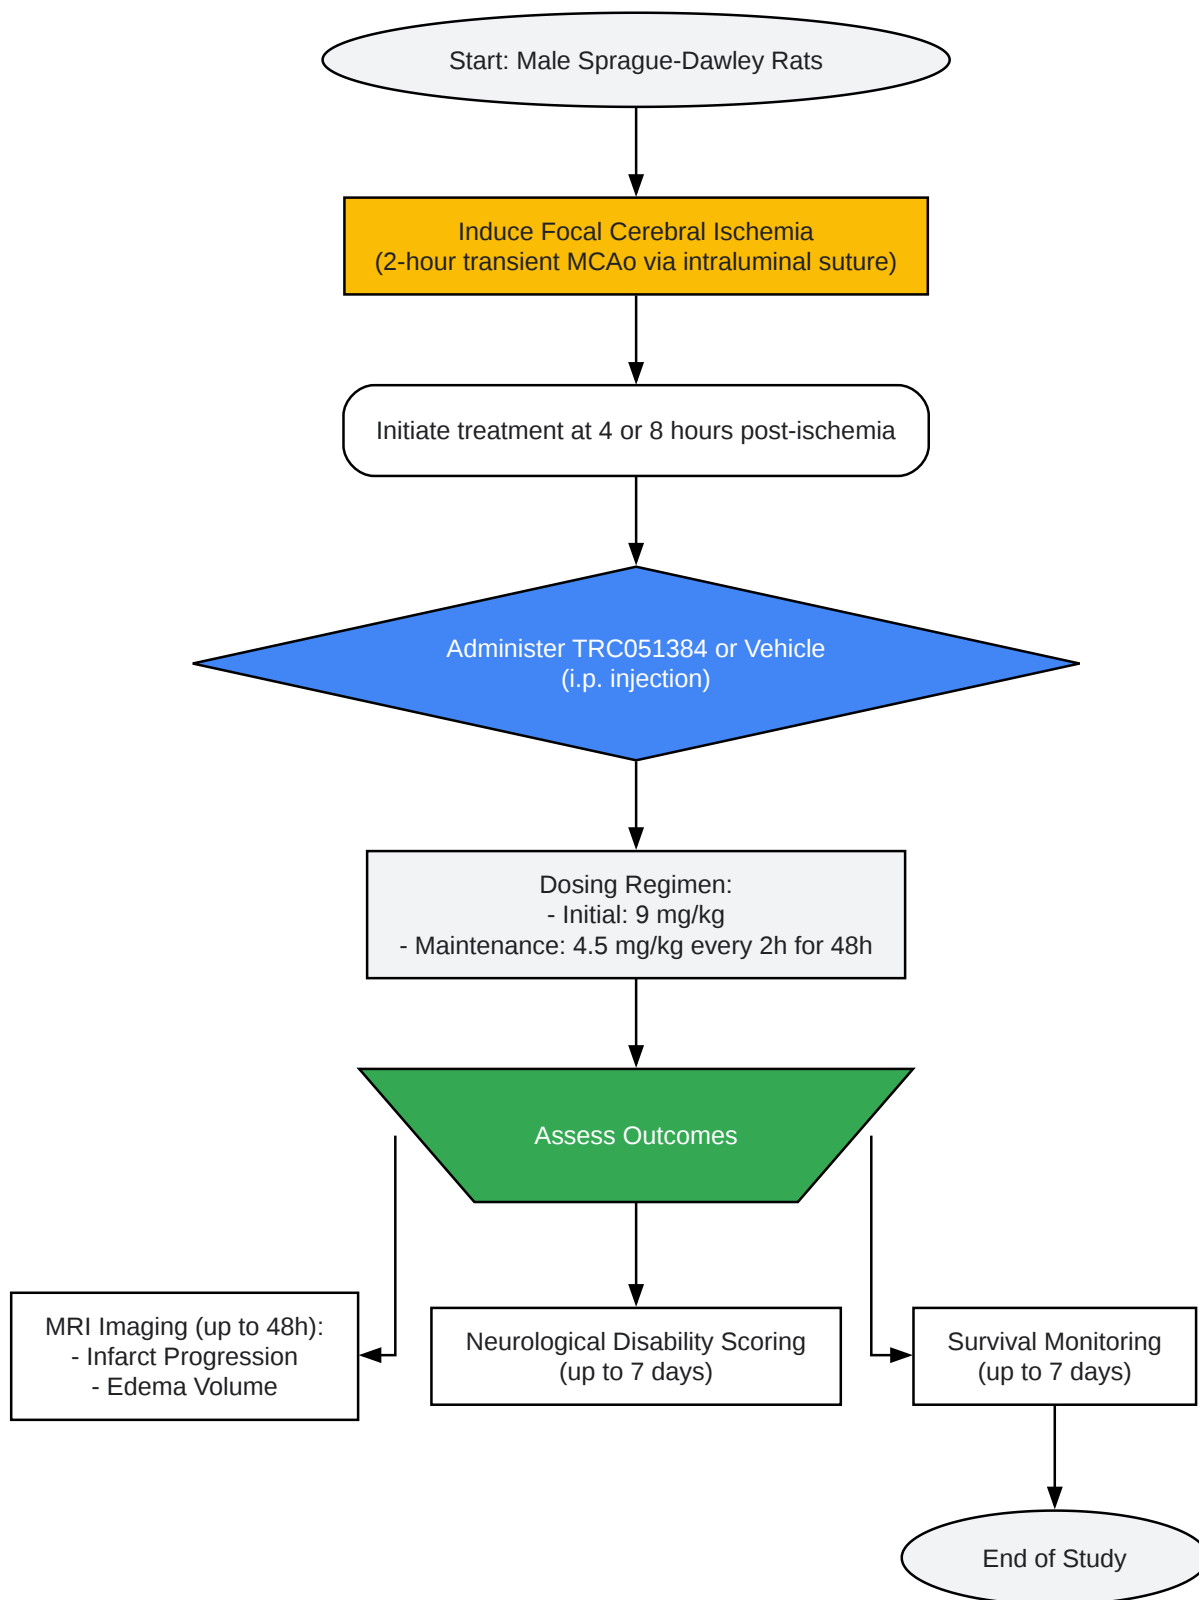 Start: Male Sprague-Dawley Rats
Induce Focal Cerebral Ischemia
(2-hour transient MCAo via intraluminal suture)
Initiate treatment at 4 or 8 hours post-ischemia
Administer TRC051384 or Vehicle
(i.p. injection)
Dosing Regimen:
- Initial: 9 mg/kg
- Maintenance: 4.5 mg/kg every 2h for 48h
Assess Outcomes
MRI Imaging (up to 48h):
- Infarct Progression
- Edema Volume
Neurological Disability Scoring
(up to 7 days)
Survival Monitoring
(up to 7 days)
End of Study